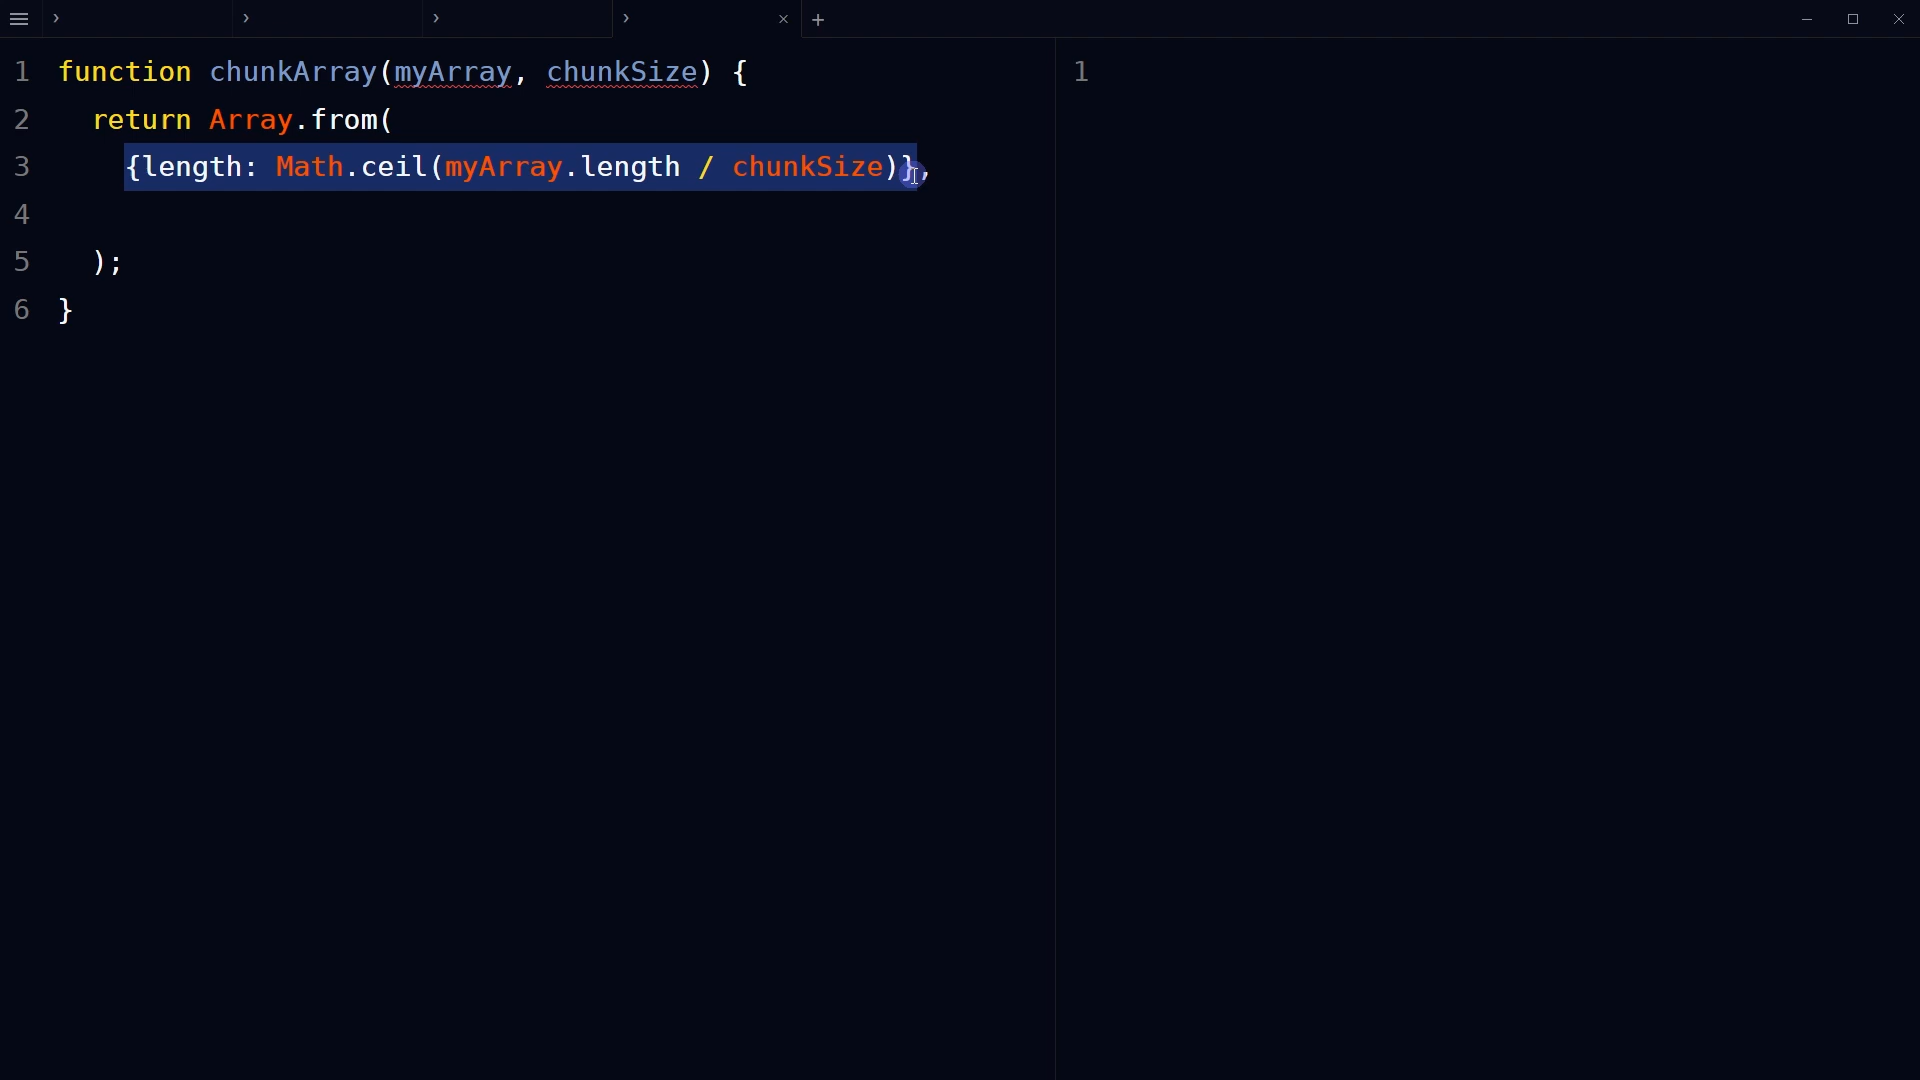 1 function chunkArray(myArray, chunkSize) {
2   return Array.from(
3     {length: Math.ceil(myArray.length / chunkSize)},
4
5   );
6 }
1